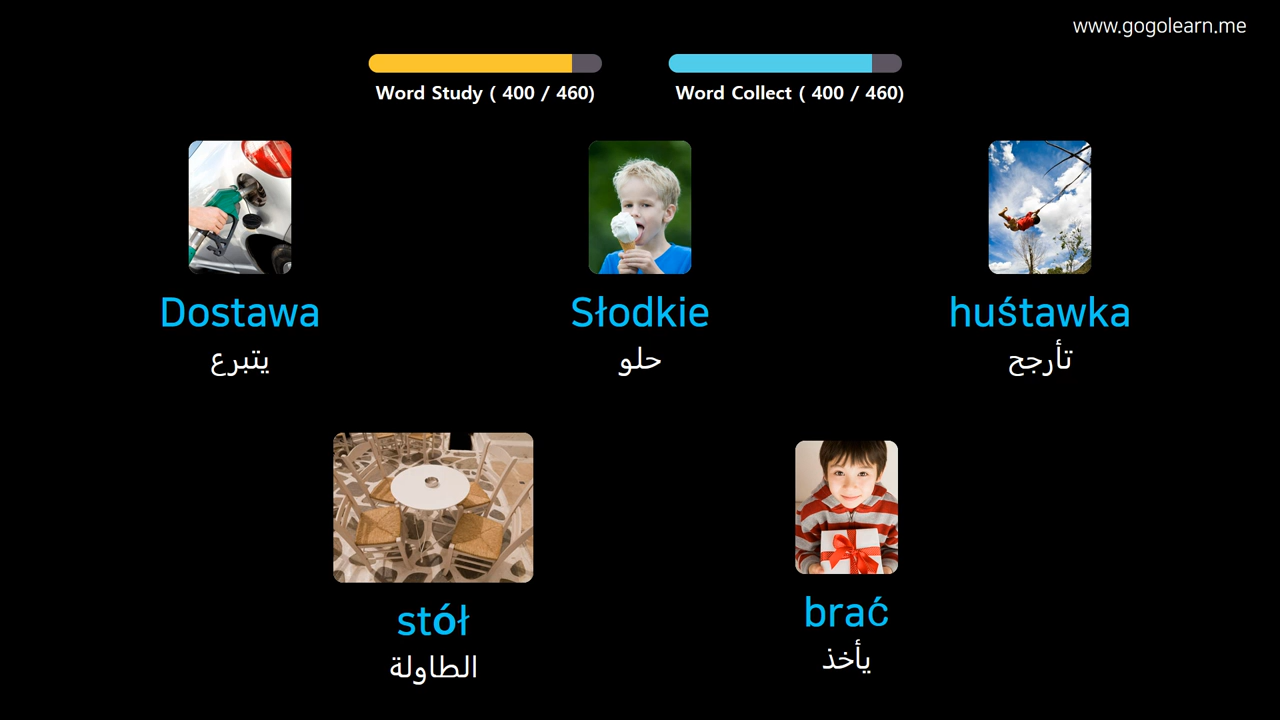 www.gogolearn.me
Word Study ( 400 / 460)
Word Collect ( 400 / 460)
Dostawa
يتبرع
Słodkie
حلو
huśtawka
تأرجح
stół
الطاولة
brać
يأخذ